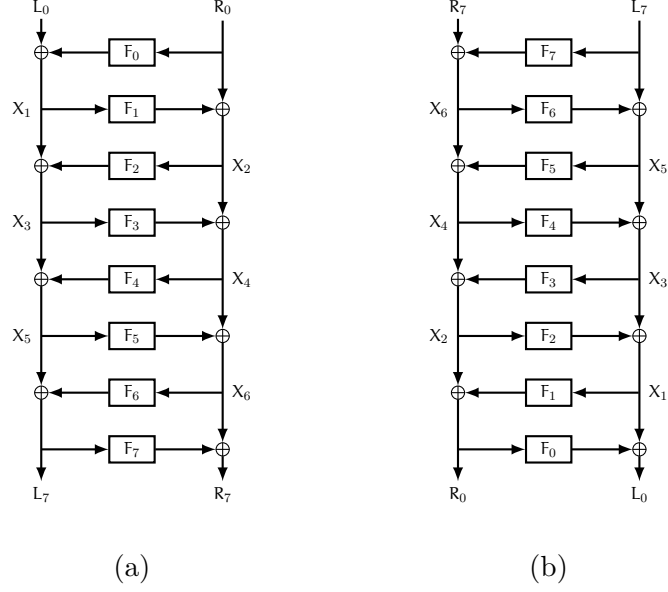 L₀ R₀
F₀
X₁ F₁
F₂ X₂
X₃ F₃
F₄ X₄
X₅ F₅
F₆ X₆
F₇
L₇ R₇
(a)
R₇ L₇
F₇
X₆ F₆
F₅ X₅
X₄ F₄
F₃ X₃
X₂ F₂
F₁ X₁
F₀
R₀ L₀
(b)